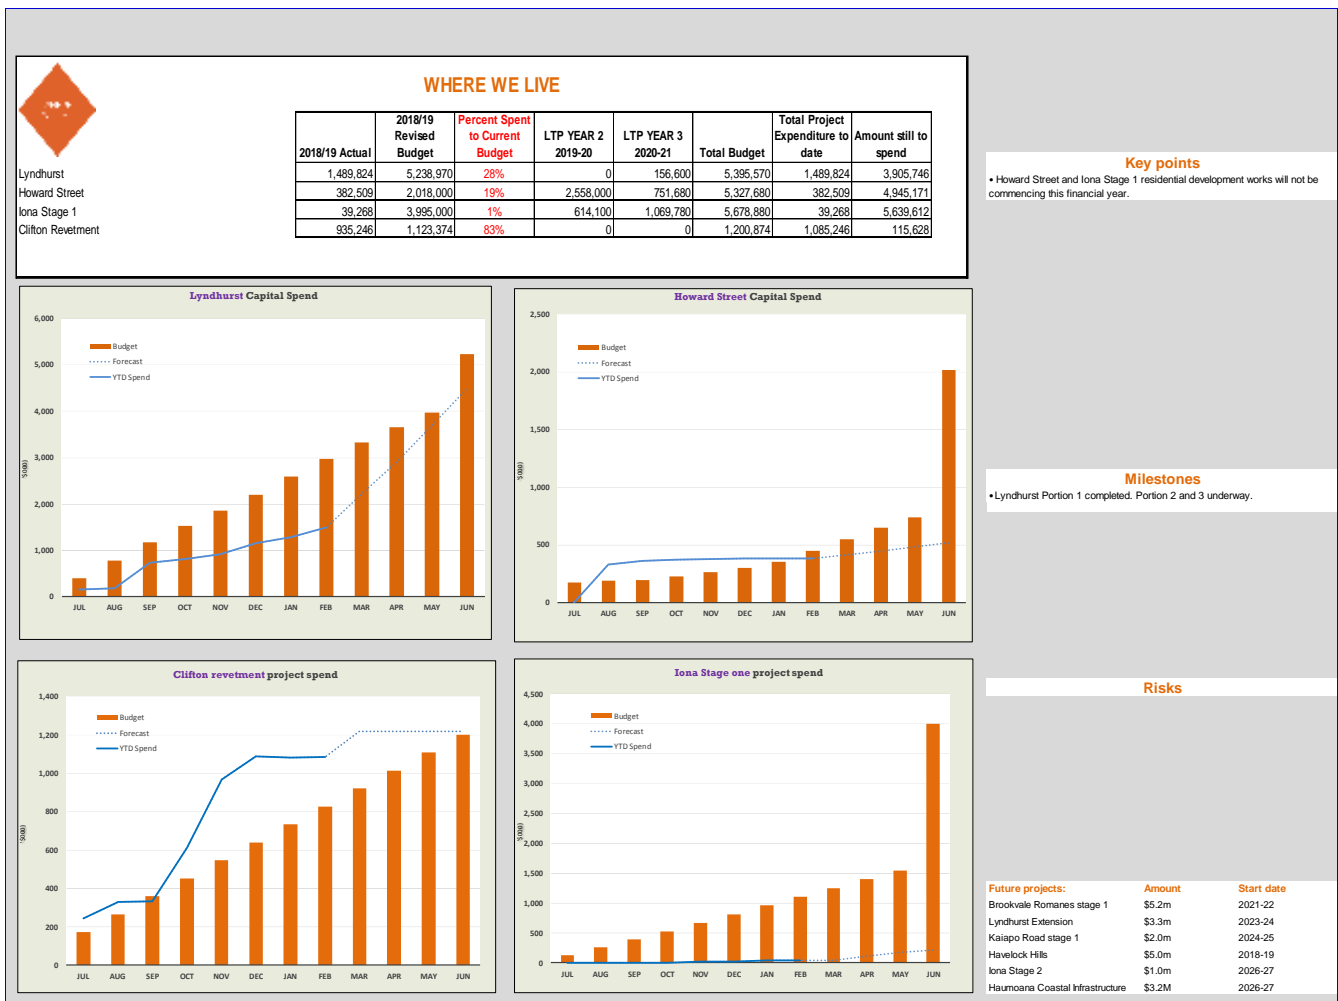 WHERE WE LIVE
2018/19 Actual 2018/19 Revised Budget Percent Spent to Current Budget LTP YEAR 2 2019-20 LTP YEAR 3 2020-21 Total Budget Total Project Expenditure to date Amount still to spend
Lyndhurst 1,489,824 5,238,970 28% 0 156,600 5,395,570 1,489,824 3,905,746
Howard Street 382,509 2,018,000 19% 2,558,000 751,680 5,327,680 382,509 4,945,171
Iona Stage 1 39,268 3,995,000 1% 614,100 1,069,780 5,678,880 39,268 5,639,612
Clifton Revetment 935,246 1,123,374 83% 0 0 1,200,874 1,085,246 115,628
Key points
• Howard Street and Iona Stage 1 residential development works will not be
commencing this financial year.
Lyndhurst Capital Spend
6,000
5,000
4,000
3,000
2,000
1,000
0
($000)
Budget
Forecast
YTD Spend
JUL AUG SEP OCT NOV DEC JAN FEB MAR APR MAY JUN
Howard Street Capital Spend
2,500
2,000
1,500
1,000
500
0
($000)
Budget
Forecast
YTD Spend
JUL AUG SEP OCT NOV DEC JAN FEB MAR APR MAY JUN
Milestones
• Lyndhurst Portion 1 completed. Portion 2 and 3 underway.
Clifton revetment project spend
1,400
1,200
1,000
800
600
400
200
0
($000)
Budget
Forecast
YTD Spend
JUL AUG SEP OCT NOV DEC JAN FEB MAR APR MAY JUN
Iona Stage one project spend
4,500
4,000
3,500
3,000
2,500
2,000
1,500
1,000
500
0
($000)
Budget
Forecast
YTD Spend
JUL AUG SEP OCT NOV DEC JAN FEB MAR APR MAY JUN
Risks
Future projects: Amount Start date
Brookvale Romanes stage 1 $5.2m 2021-22
Lyndhurst Extension $3.3m 2023-24
Kaiapo Road stage 1 $2.0m 2024-25
Havelock Hills $5.0m 2018-19
Iona Stage 2 $1.0m 2026-27
Haumoana Coastal Infrastructure $3.2M 2026-27